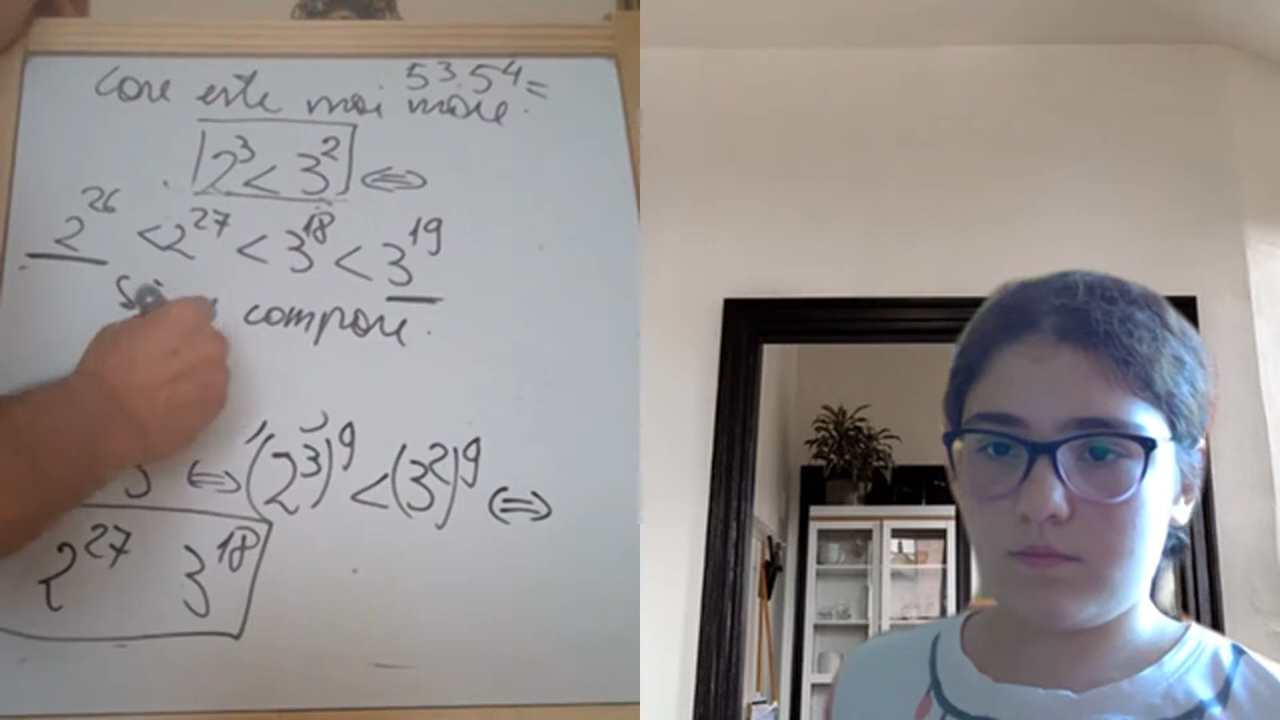 care este mai mare.
5³·5⁴=
2³ < 3² ⇔
2²⁶ < 2²⁷ < 3¹⁸ < 3¹⁹
compare.
⇔ (2³)⁹ < (3²)⁹ ⇔
2²⁷ 3¹⁸